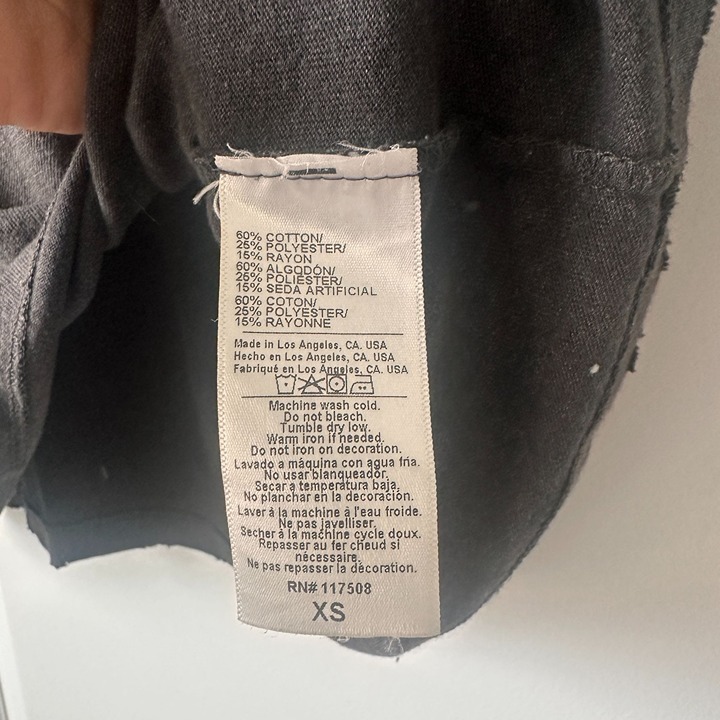 60% COTTON/
25% POLYESTER/
15% RAYON
60% ALGODÓN/
25% POLIÉSTER/
15% SEDA ARTIFICIAL
60% COTON/
25% POLYESTER/
15% RAYONNE
Made in Los Angeles, CA. USA
Hecho en Los Angeles, CA. USA
Fabriqué en Los Angeles, CA. USA
Machine wash cold.
Do not bleach.
Tumble dry low.
Warm iron if needed.
Do not iron on decoration.
Lavado a máquina con agua fria.
No usar blanqueador.
Secar a temperatura baja.
No planchar en la decoración.
Laver à la machine à l'eau froide.
Ne pas javelliser.
Secher à la machine cycle doux.
Repasser au fer cheud si
nécessaire.
Ne pas repasser la décoration.
RN# 117508
XS